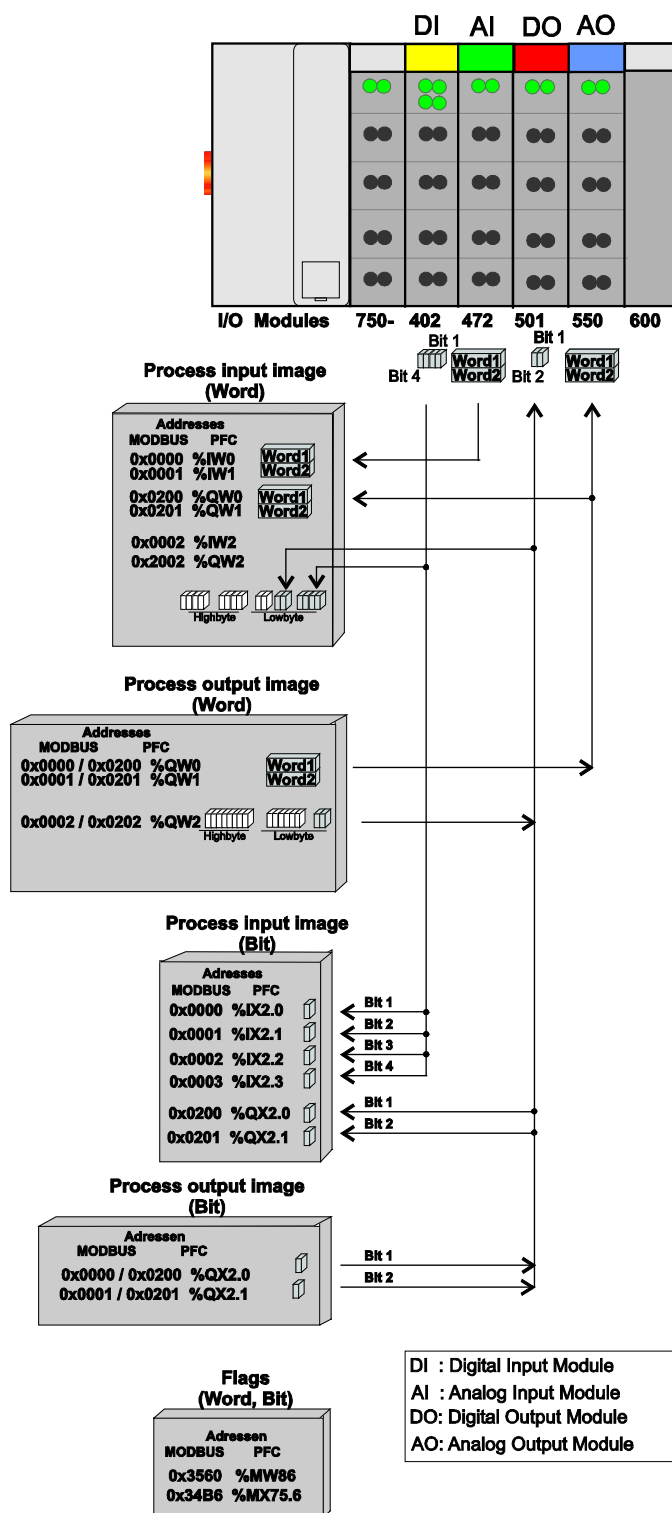 DI AI DO AO
I/O Modules 750- 402 472 501 550 600
Bit 1 Bit 1
Bit 4 Word1 Bit 2 Word1
Word2 Word2
Process input image
(Word)
Addresses
MODBUS PFC
0x0000 %IW0 Word1
0x0001 %IW1 Word2
0x0200 %QW0 Word1
0x0201 %QW1 Word2
0x0002 %IW2
0x2002 %QW2
Highbyte Lowbyte
Process output image
(Word)
Addresses
MODBUS PFC
0x0000 / 0x0200 %QW0 Word1
0x0001 / 0x0201 %QW1 Word2
0x0002 / 0x0202 %QW2
Highbyte Lowbyte
Process input image
(Bit)
Adresses
MODBUS PFC
0x0000 %IX2.0 Bit 1
0x0001 %IX2.1 Bit 2
0x0002 %IX2.2 Bit 3
0x0003 %IX2.3 Bit 4
0x0200 %QX2.0 Bit 1
0x0201 %QX2.1 Bit 2
Process output image
(Bit)
Adressen
MODBUS PFC
0x0000 / 0x0200 %QX2.0 Bit 1
0x0001 / 0x0201 %QX2.1 Bit 2
Flags
(Word, Bit)
Adressen
MODBUS PFC
0x3560 %MW86
0x34B6 %MX75.6
DI : Digital Input Module
AI : Analog Input Module
DO: Digital Output Module
AO: Analog Output Module